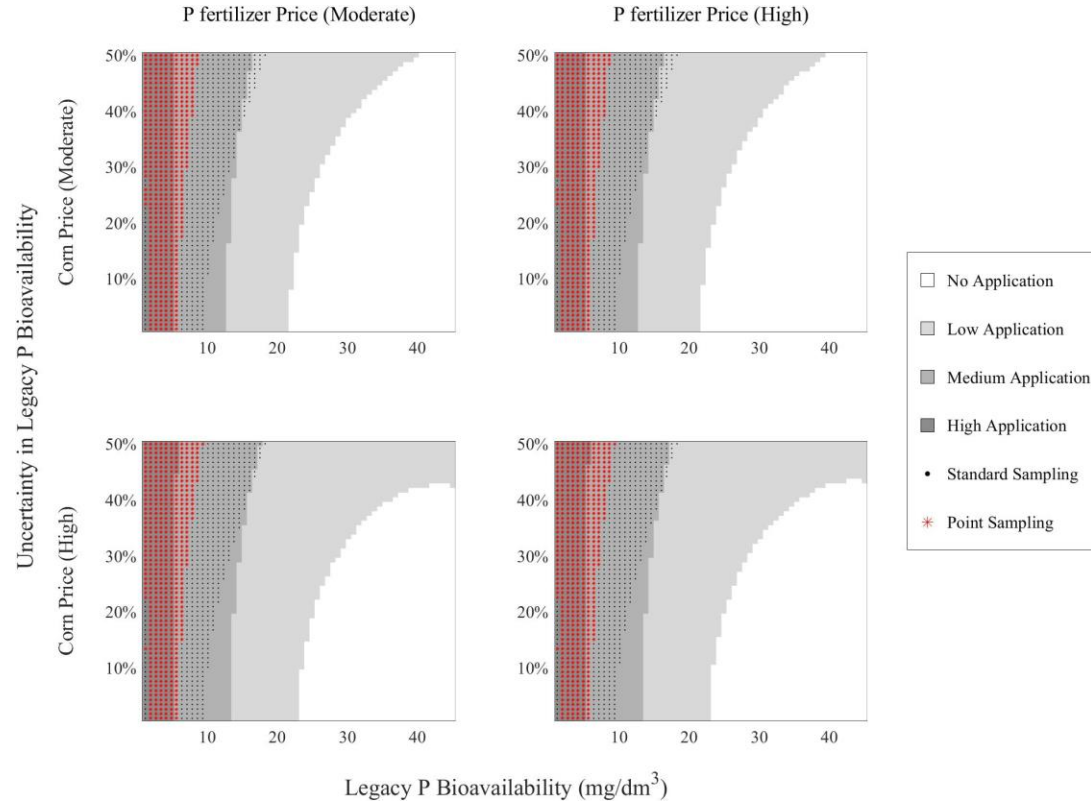 P fertilizer Price (Moderate)
P fertilizer Price (High)
Uncertainty in Legacy P Bioavailability
Corn Price (Moderate)
50%
40%
30%
20%
10%
10 20 30 40
50%
40%
30%
20%
10%
10 20 30 40
Corn Price (High)
50%
40%
30%
20%
10%
10 20 30 40
50%
40%
30%
20%
10%
10 20 30 40
Legacy P Bioavailability (mg/dm³)
No Application
Low Application
Medium Application
High Application
Standard Sampling
Point Sampling